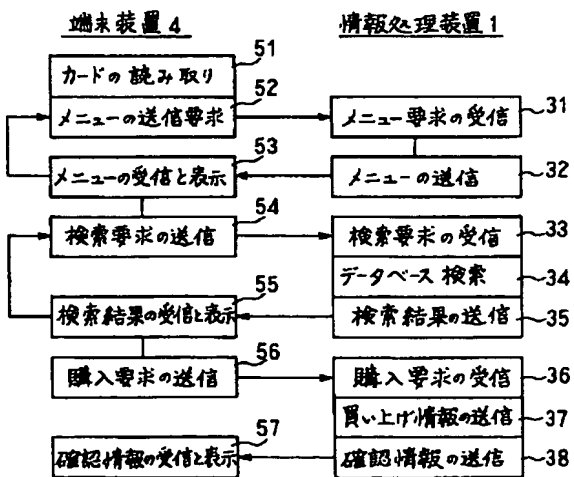 端末装置4
情報処理装置1
51
カードの読み取り
52
メニューの送信要求
メニュー要求の受信
31
53
メニューの受信と表示
メニューの送信
32
54
検索要求の送信
検索要求の受信
33
データベース検索
34
55
検索結果の受信と表示
検索結果の送信
35
56
購入要求の送信
購入要求の受信
36
買い上げ情報の送信
37
57
確認情報の受信と表示
確認情報の送信
38